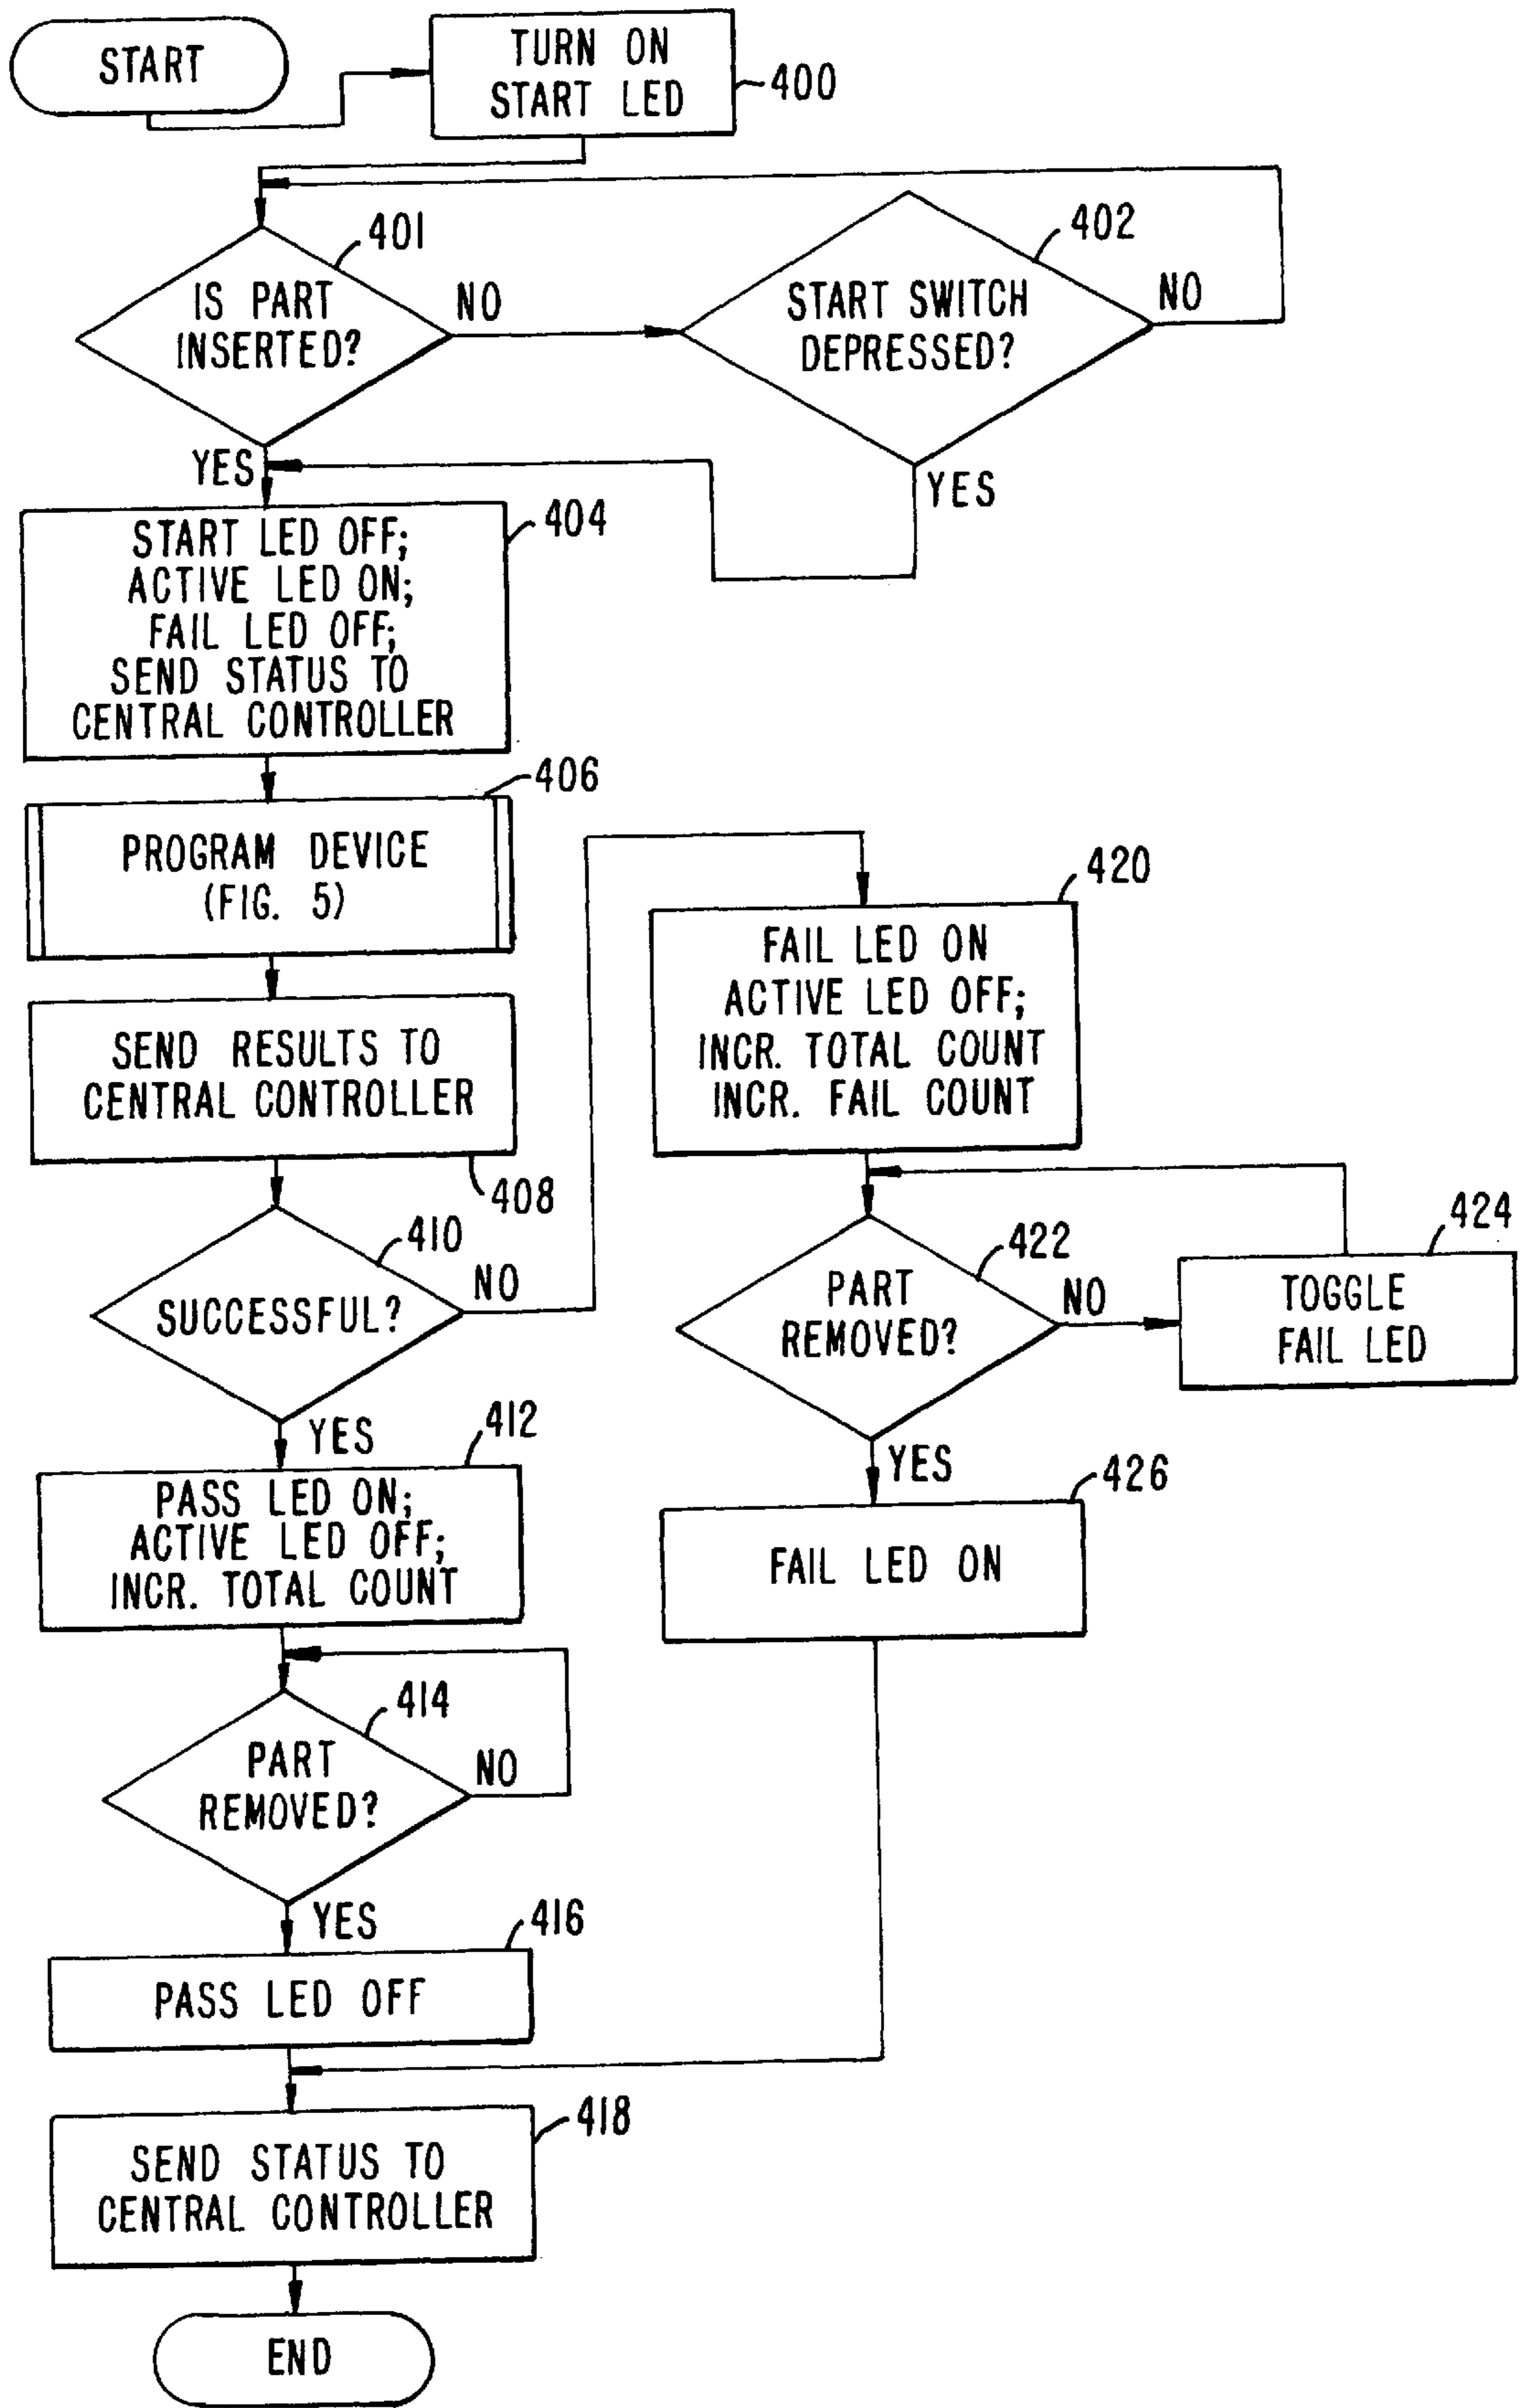 START
TURN ON
START LED
400
401
IS PART
INSERTED?
NO
402
START SWITCH
DEPRESSED?
NO
YES
YES
404
START LED OFF;
ACTIVE LED ON;
FAIL LED OFF;
SEND STATUS TO
CENTRAL CONTROLLER
406
PROGRAM DEVICE
(FIG. 5)
SEND RESULTS TO
CENTRAL CONTROLLER
408
410
SUCCESSFUL?
NO
YES
412
PASS LED ON;
ACTIVE LED OFF;
INCR. TOTAL COUNT
414
PART
REMOVED?
NO
YES
416
PASS LED OFF
420
FAIL LED ON
ACTIVE LED OFF;
INCR. TOTAL COUNT
INCR. FAIL COUNT
422
PART
REMOVED?
NO
424
TOGGLE
FAIL LED
YES
426
FAIL LED ON
418
SEND STATUS TO
CENTRAL CONTROLLER
END